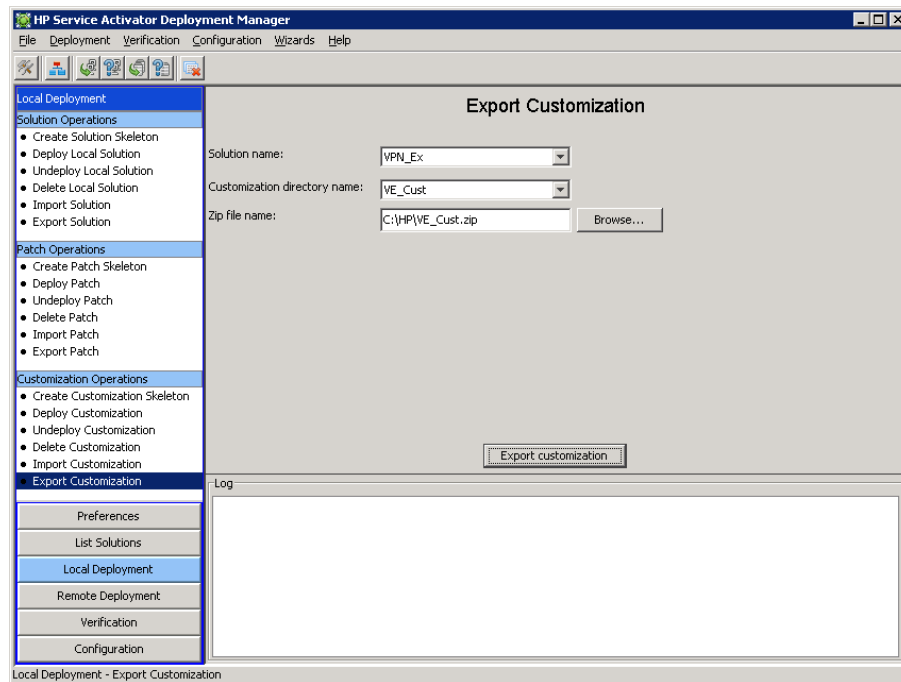 HP Service Activator Deployment Manager
File Deployment Verification Configuration Wizards Help
Local Deployment
Solution Operations
Create Solution Skeleton
Deploy Local Solution
Undeploy Local Solution
Delete Local Solution
Import Solution
Export Solution
Patch Operations
Create Patch Skeleton
Deploy Patch
Undeploy Patch
Delete Patch
Import Patch
Export Patch
Customization Operations
Create Customization Skeleton
Deploy Customization
Undeploy Customization
Delete Customization
Import Customization
Export Customization
Preferences
List Solutions
Local Deployment
Remote Deployment
Verification
Configuration
Export Customization
Solution name: VPN_Ex
Customization directory name: VE_Cust
Zip file name: C:\HP\VE_Cust.zip Browse...
Export customization
Log
Local Deployment - Export Customization